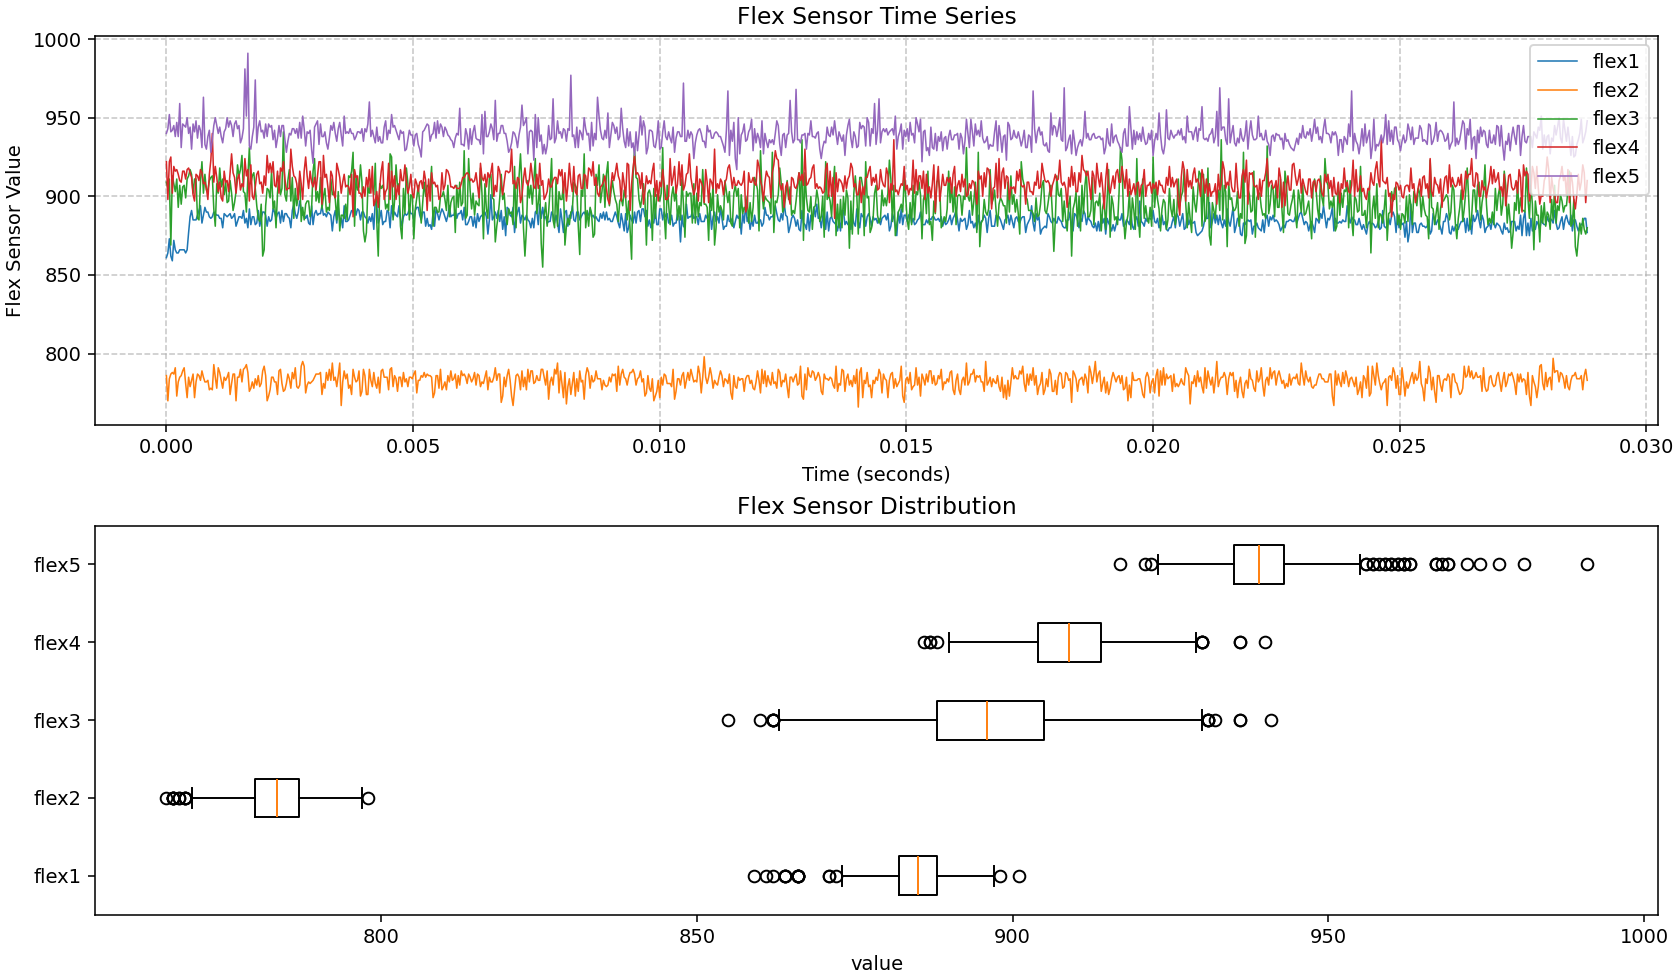 Flex Sensor Time Series
Flex Sensor Value
1000
950
900
850
800
flex1
flex2
flex3
flex4
flex5
0.000 0.005 0.010 0.015 0.020 0.025 0.030
Time (seconds)
Flex Sensor Distribution
flex5
flex4
flex3
flex2
flex1
800 850 900 950 1000
value